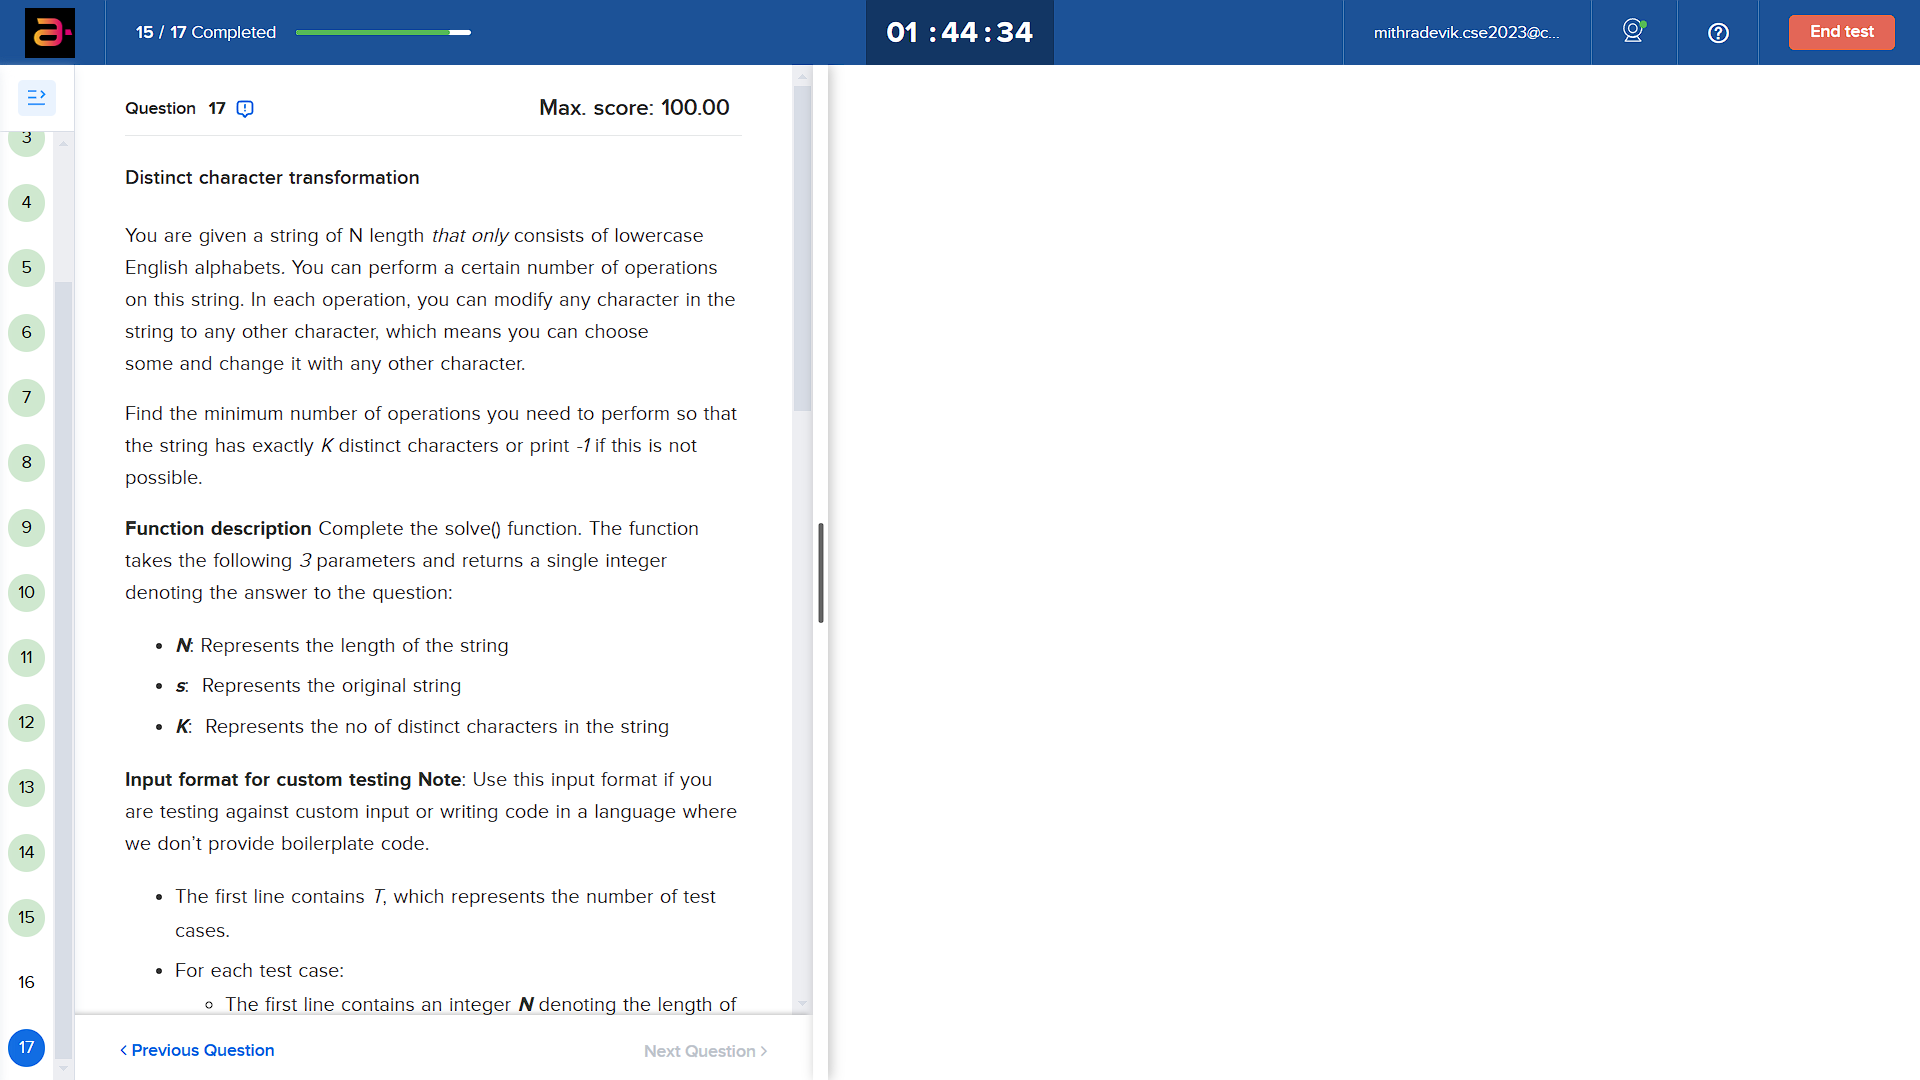 15 / 17 Completed
01 : 44 : 34
mithradevik.cse2023@c...
End test
3
4
5
6
7
8
9
10
11
12
13
14
15
16
17
Question 17
Max. score: 100.00
Distinct character transformation
You are given a string of N length that only consists of lowercase
English alphabets. You can perform a certain number of operations
on this string. In each operation, you can modify any character in the
string to any other character, which means you can choose
some and change it with any other character.
Find the minimum number of operations you need to perform so that
the string has exactly K distinct characters or print -1 if this is not
possible.
Function description Complete the solve() function. The function
takes the following 3 parameters and returns a single integer
denoting the answer to the question:
• N: Represents the length of the string
• s: Represents the original string
• K: Represents the no of distinct characters in the string
Input format for custom testing Note: Use this input format if you
are testing against custom input or writing code in a language where
we don't provide boilerplate code.
• The first line contains T, which represents the number of test
cases.
• For each test case:
◦ The first line contains an integer N denoting the length of
Previous Question
Next Question